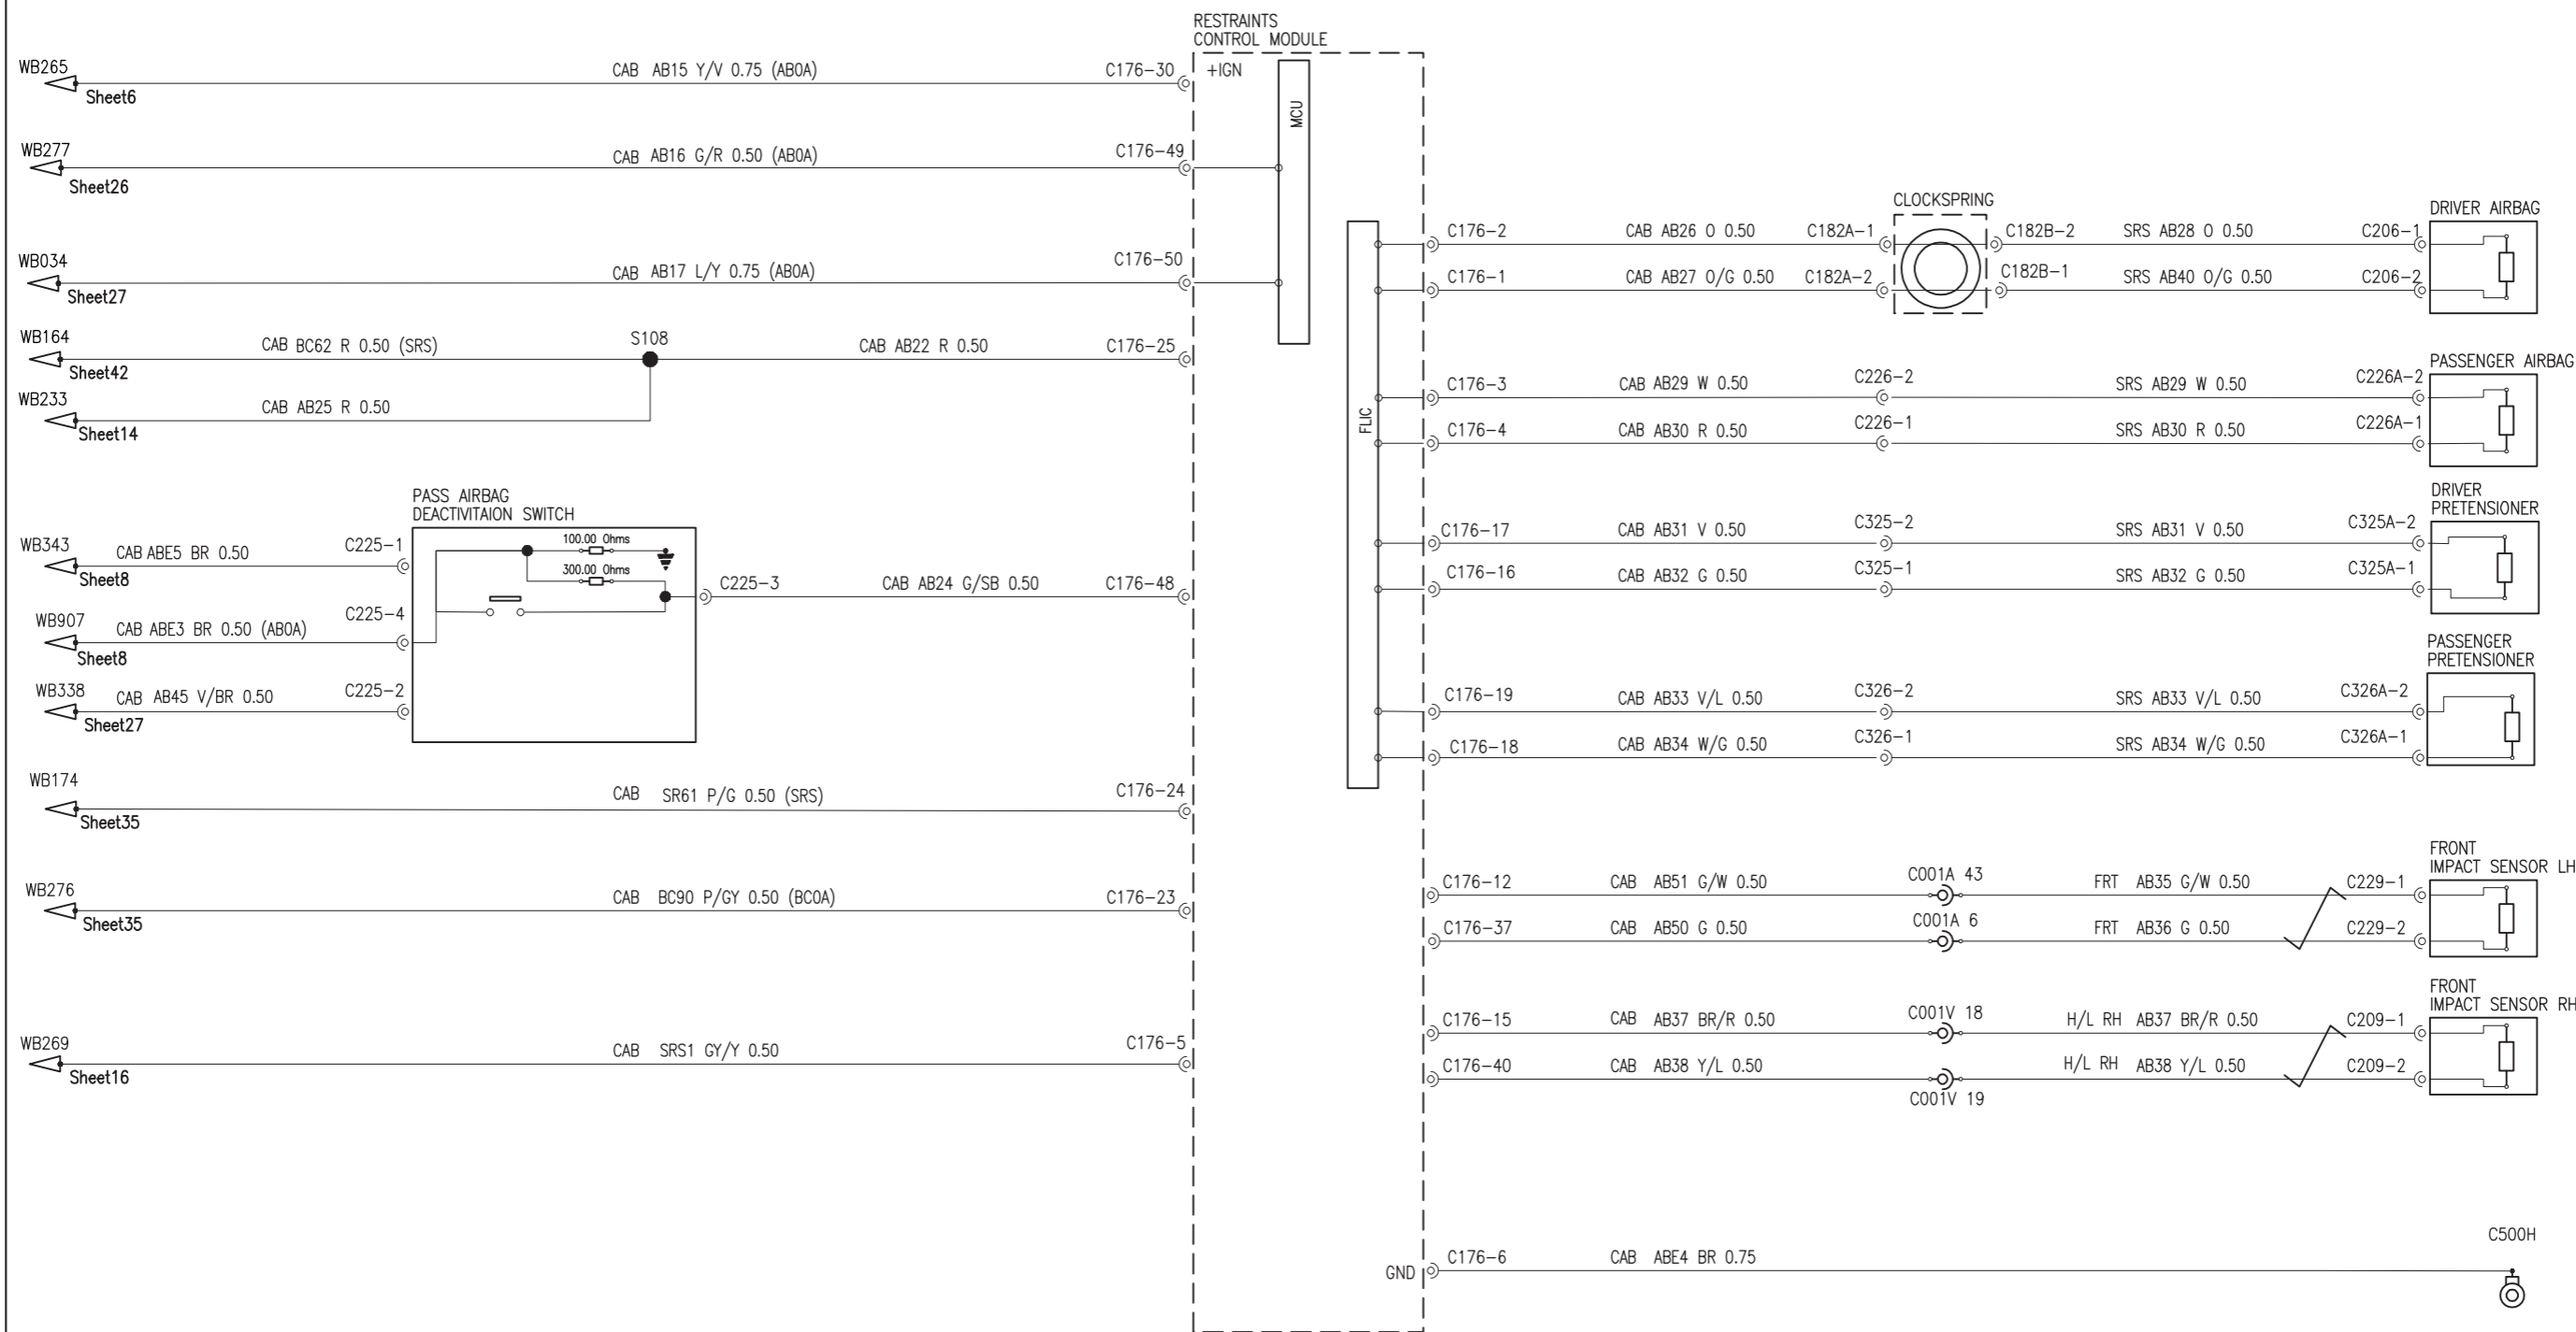 RESTRAINTS
CONTROL MODULE
WB265
Sheet6
CAB AB15 Y/V 0.75 (AB0A)
C176-30
+IGN
MCU
WB277
Sheet26
CAB AB16 G/R 0.50 (AB0A)
C176-49
WB034
Sheet27
CAB AB17 L/Y 0.75 (AB0A)
C176-50
WB164
Sheet42
CAB BC62 R 0.50 (SRS)
S108
CAB AB22 R 0.50
C176-25
WB233
Sheet14
CAB AB25 R 0.50
PASS AIRBAG
DEACTIVITAION SWITCH
100.00 Ohms
300.00 Ohms
WB343
Sheet8
CAB ABE5 BR 0.50
C225-1
C225-3
CAB AB24 G/SB 0.50
C176-48
WB907
Sheet8
CAB ABE3 BR 0.50 (AB0A)
C225-4
WB338
Sheet27
CAB AB45 V/BR 0.50
C225-2
WB174
Sheet35
CAB SR61 P/G 0.50 (SRS)
C176-24
WB276
Sheet35
CAB BC90 P/GY 0.50 (BC0A)
C176-23
WB269
Sheet16
CAB SRS1 GY/Y 0.50
C176-5
FLIC
CLOCKSPRING
DRIVER AIRBAG
C176-2
CAB AB26 O 0.50
C182A-1
C182B-2
SRS AB28 O 0.50
C206-1
C176-1
CAB AB27 O/G 0.50
C182A-2
C182B-1
SRS AB40 O/G 0.50
C206-2
PASSENGER AIRBAG
C176-3
CAB AB29 W 0.50
C226-2
SRS AB29 W 0.50
C226A-2
C176-4
CAB AB30 R 0.50
C226-1
SRS AB30 R 0.50
C226A-1
DRIVER
PRETENSIONER
C176-17
CAB AB31 V 0.50
C325-2
SRS AB31 V 0.50
C325A-2
C176-16
CAB AB32 G 0.50
C325-1
SRS AB32 G 0.50
C325A-1
PASSENGER
PRETENSIONER
C176-19
CAB AB33 V/L 0.50
C326-2
SRS AB33 V/L 0.50
C326A-2
C176-18
CAB AB34 W/G 0.50
C326-1
SRS AB34 W/G 0.50
C326A-1
FRONT
IMPACT SENSOR LH
C176-12
CAB AB51 G/W 0.50
C001A 43
FRT AB35 G/W 0.50
C229-1
C176-37
CAB AB50 G 0.50
C001A 6
FRT AB36 G 0.50
C229-2
FRONT
IMPACT SENSOR RH
C176-15
CAB AB37 BR/R 0.50
C001V 18
H/L RH AB37 BR/R 0.50
C209-1
C176-40
CAB AB38 Y/L 0.50
C001V 19
H/L RH AB38 Y/L 0.50
C209-2
GND
C176-6
CAB ABE4 BR 0.75
C500H